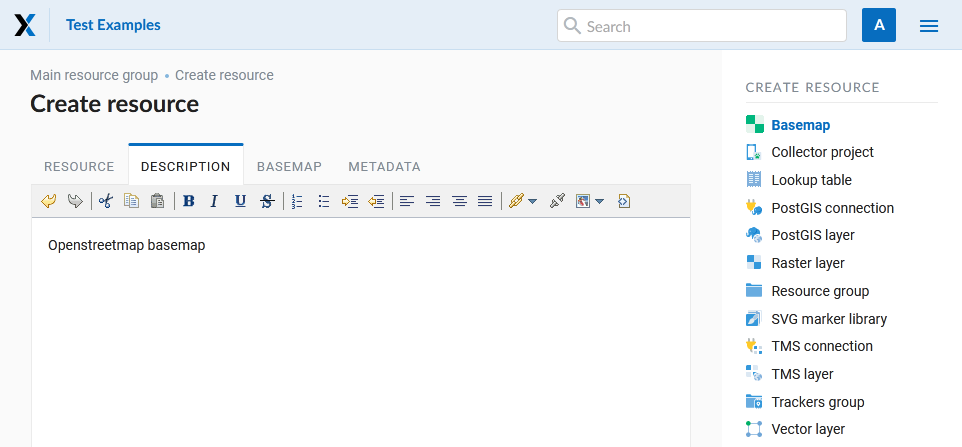 Test Examples
Search
A
Main resource group • Create resource
Create resource
RESOURCE DESCRIPTION BASEMAP METADATA
B I U S
Openstreetmap basemap
CREATE RESOURCE
Basemap
Collector project
Lookup table
PostGIS connection
PostGIS layer
Raster layer
Resource group
SVG marker library
TMS connection
TMS layer
Trackers group
Vector layer